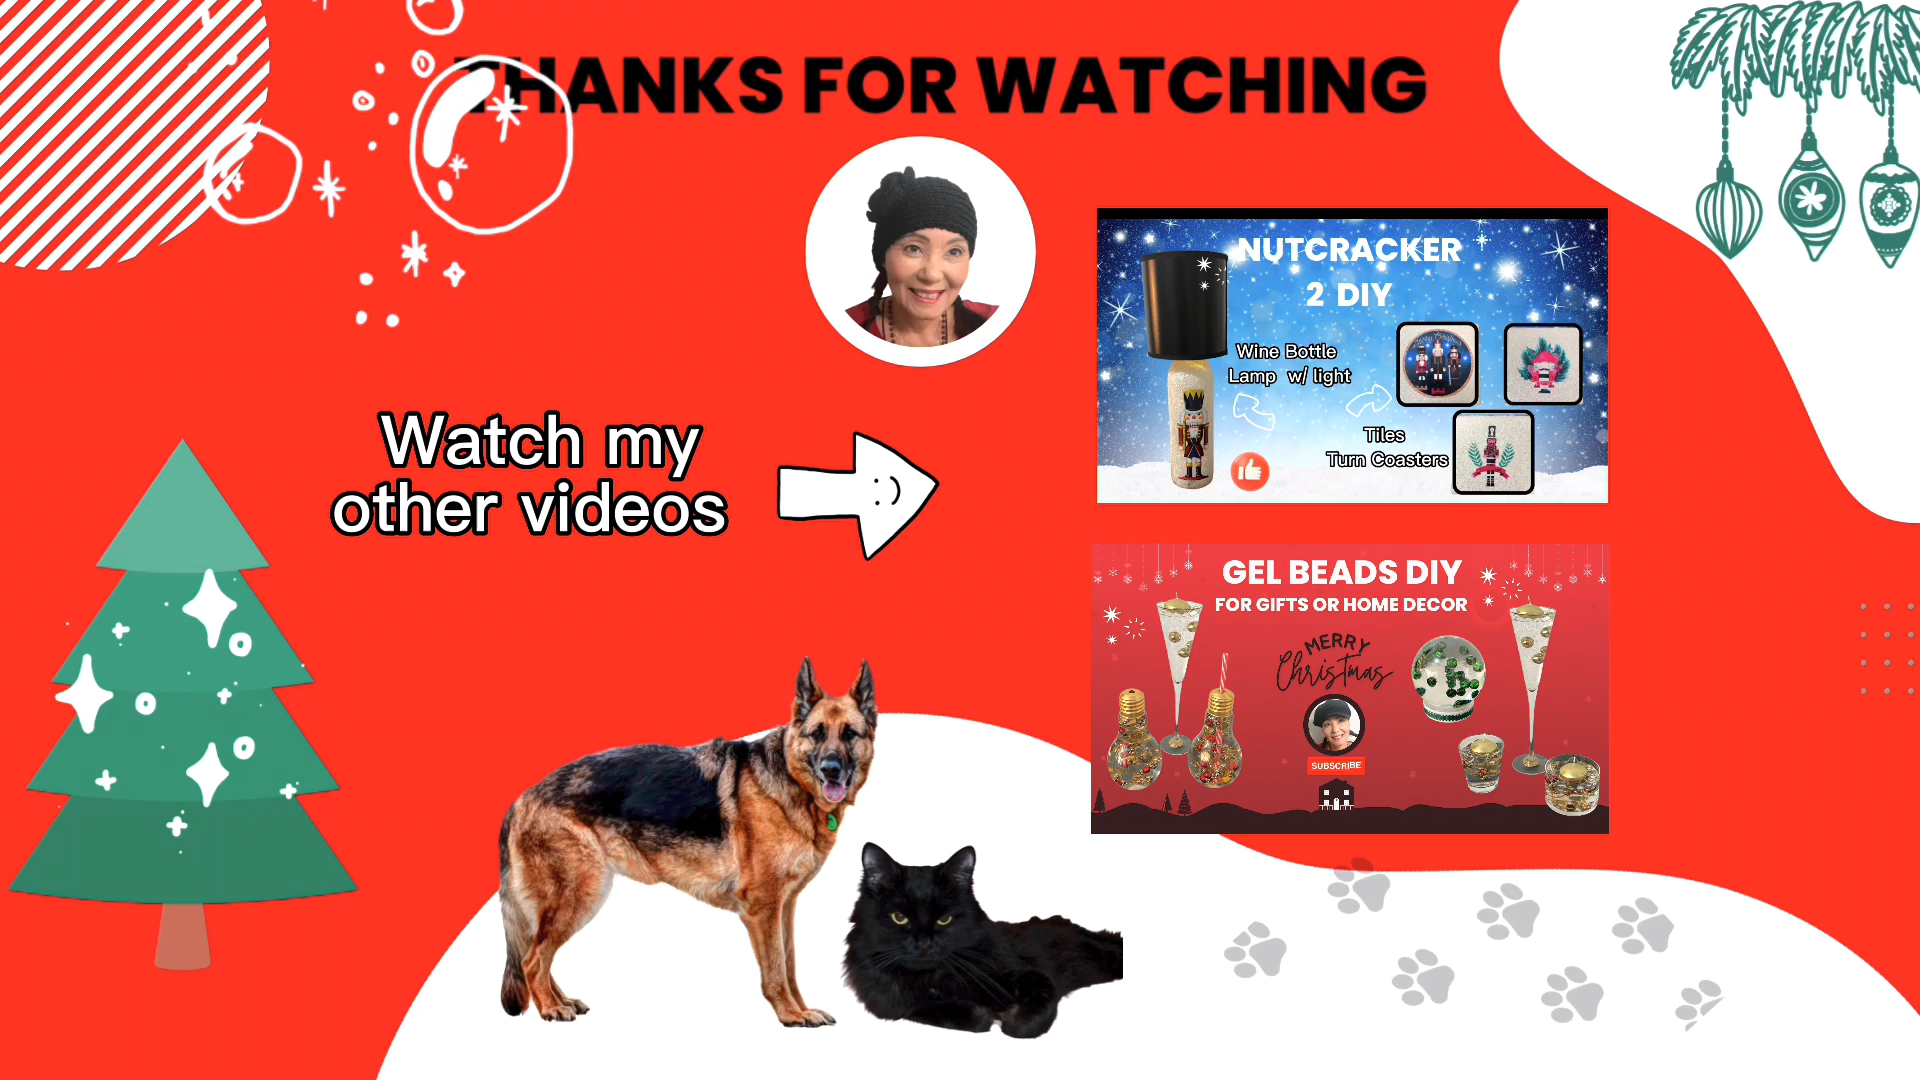 THANKS FOR WATCHING
NUTCRACKER
2 DIY
Wine Bottle
Lamp w/ light
Tiles
Turn Coasters
Watch my
other videos
GEL BEADS DIY
FOR GIFTS OR HOME DECOR
MERRY
Christmas
SUBSCRIBE